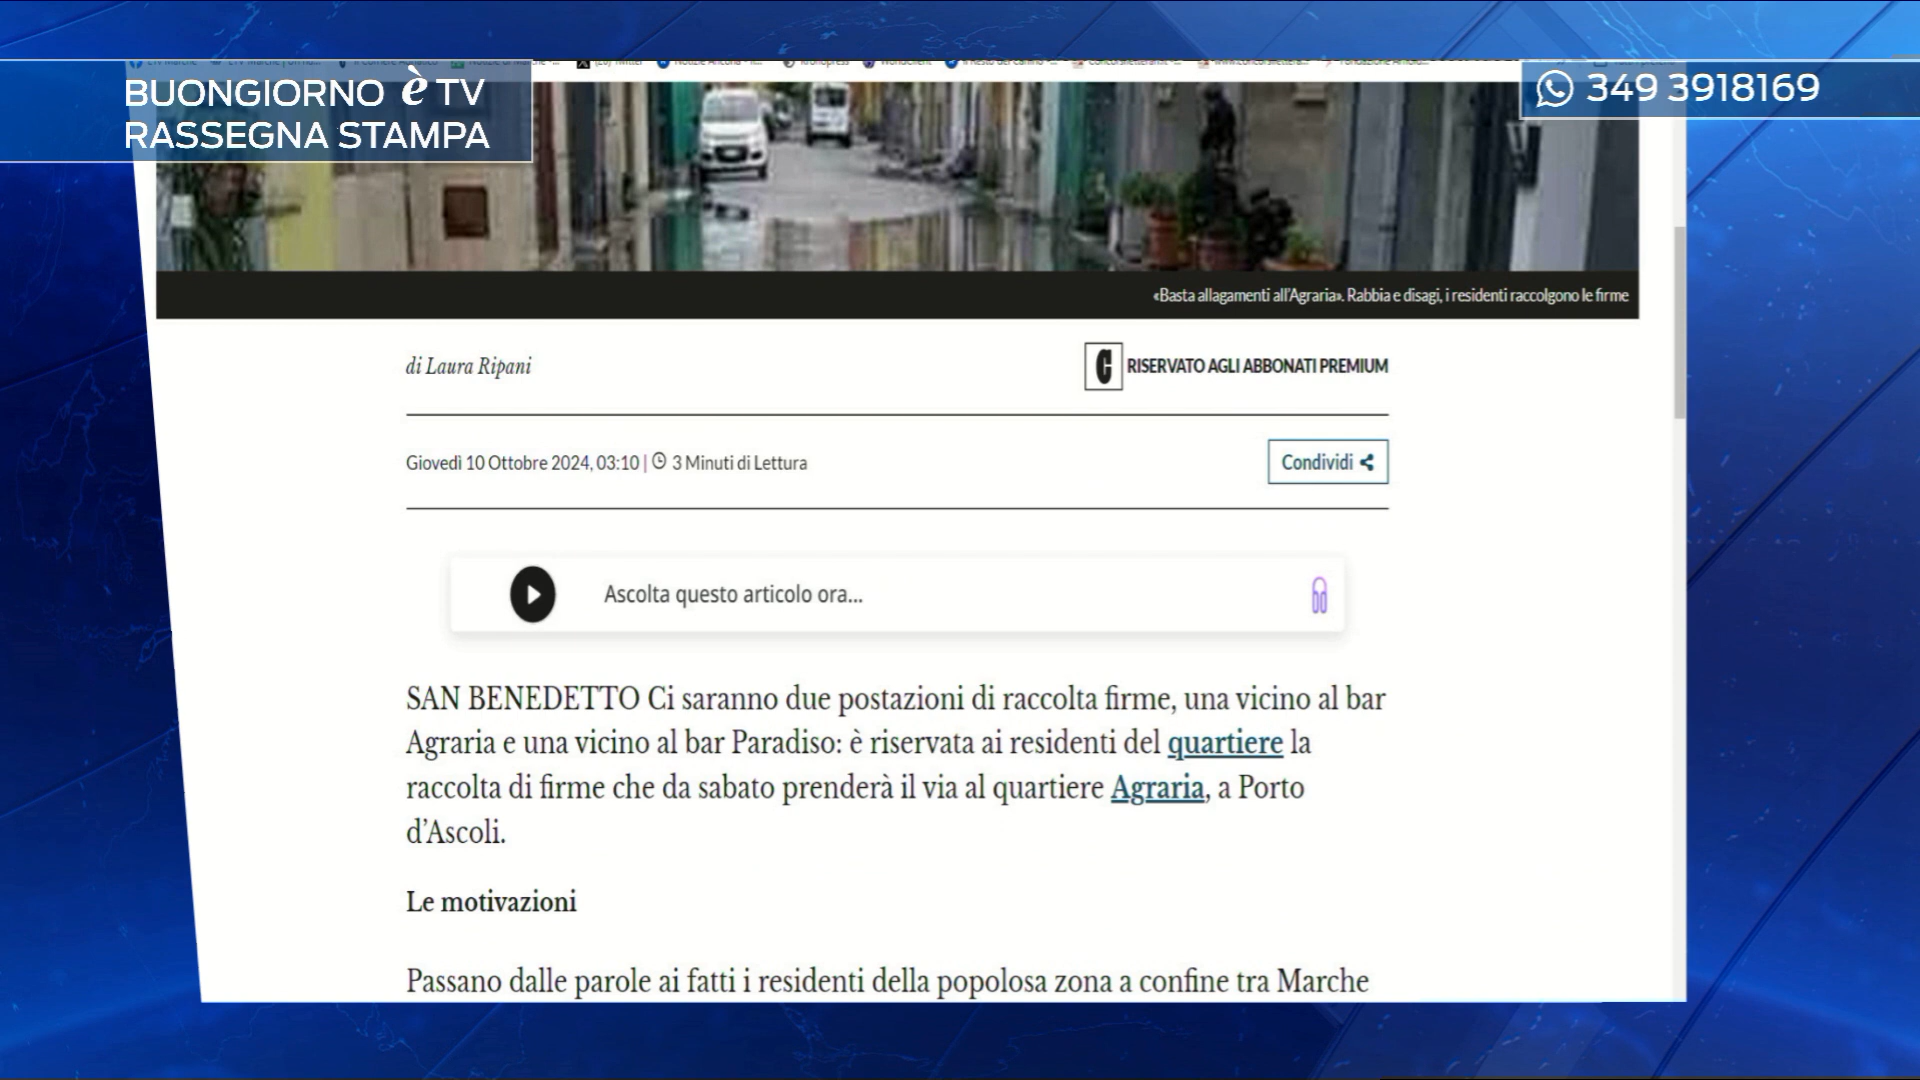 BUONGIORNO è TV
RASSEGNA STAMPA
349 3918169
«Basta allagamenti all'Agraria». Rabbia e disagi, i residenti raccolgono le firme
di Laura Ripani
RISERVATO AGLI ABBONATI PREMIUM
Giovedì 10 Ottobre 2024, 03:10 | 3 Minuti di Lettura
Condividi
Ascolta questo articolo ora...
SAN BENEDETTO Ci saranno due postazioni di raccolta firme, una vicino al bar
Agraria e una vicino al bar Paradiso: è riservata ai residenti del quartiere la
raccolta di firme che da sabato prenderà il via al quartiere Agraria, a Porto
d'Ascoli.
Le motivazioni
Passano dalle parole ai fatti i residenti della popolosa zona a confine tra Marche